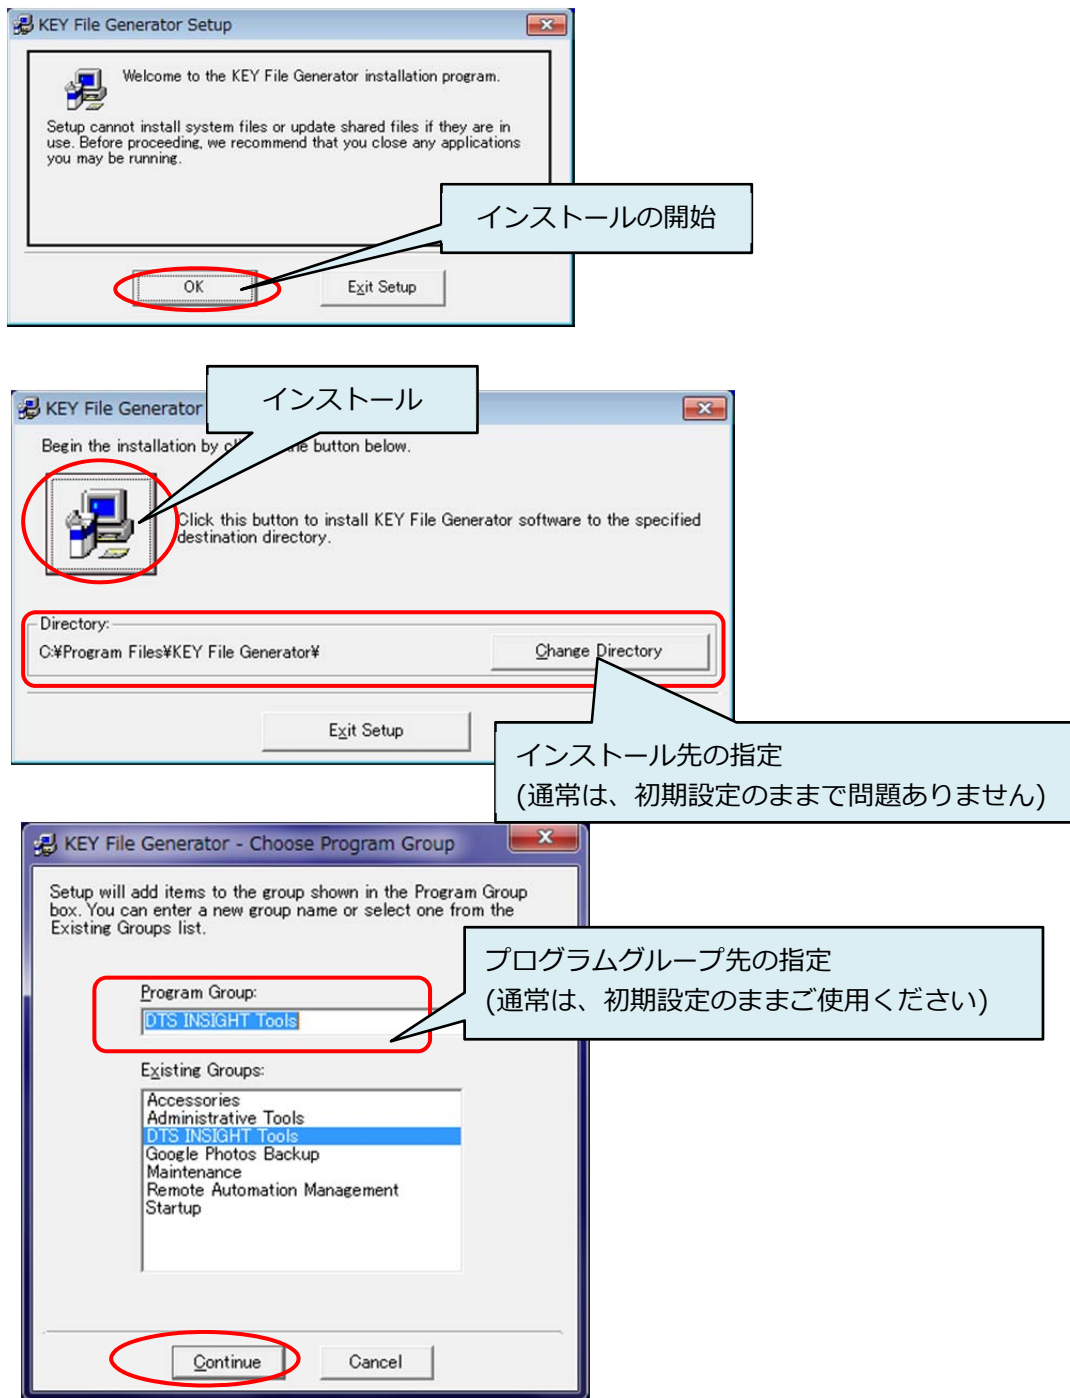 KEY File Generator Setup
Welcome to the KEY File Generator installation program.
Setup cannot install system files or update shared files if they are in
use. Before proceeding, we recommend that you close any applications
you may be running.
インストールの開始
OK
Exit Setup
インストール
KEY File Generator
Begin the installation by button below.
Click this button to install KEY File Generator software to the specified
destination directory.
Directory:
C:¥Program Files¥KEY File Generator¥
Change Directory
Exit Setup
インストール先の指定
(通常は、初期設定のままで問題ありません)
KEY File Generator - Choose Program Group
Setup will add items to the group shown in the Program Group
box. You can enter a new group name or select one from the
Existing Groups list.
プログラムグループ先の指定
(通常は、初期設定のままご使用ください)
Program Group:
DTS INSIGHT Tools
Existing Groups:
Accessories
Administrative Tools
DTS INSIGHT Tools
Google Photos Backup
Maintenance
Remote Automation Management
Startup
Continue
Cancel